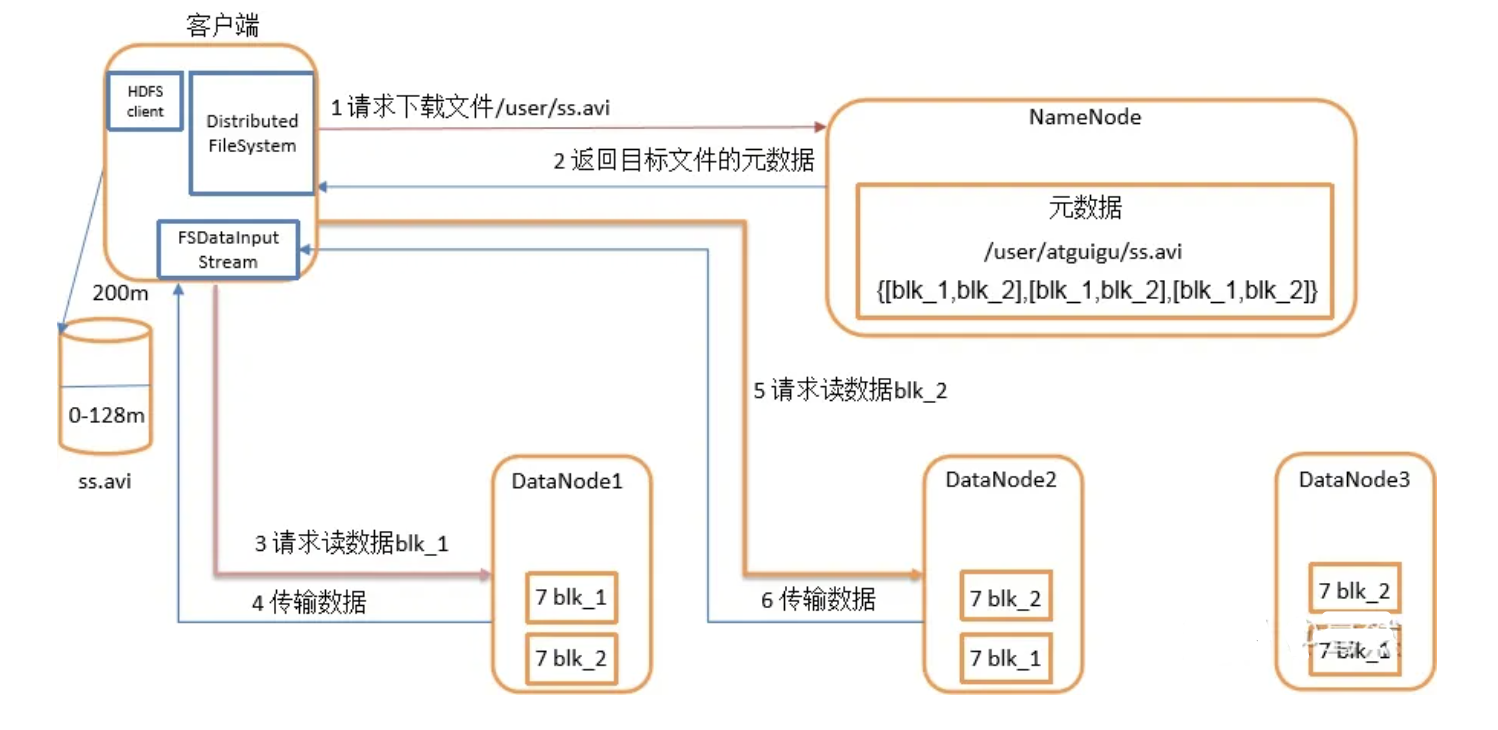 客户端
HDFS
client
Distributed
FileSystem
1 请求下载文件/user/ss.avi
2 返回目标文件的元数据
NameNode
元数据
/user/atguigu/ss.avi
{[blk_1,blk_2],[blk_1,blk_2],[blk_1,blk_2]}
FSDataInput
Stream
200m
0-128m
ss.avi
5 请求读数据blk_2
3 请求读数据blk_1
4 传输数据
6 传输数据
DataNode1
7 blk_1
7 blk_2
DataNode2
7 blk_2
7 blk_1
DataNode3
7 blk_2
7 blk_1